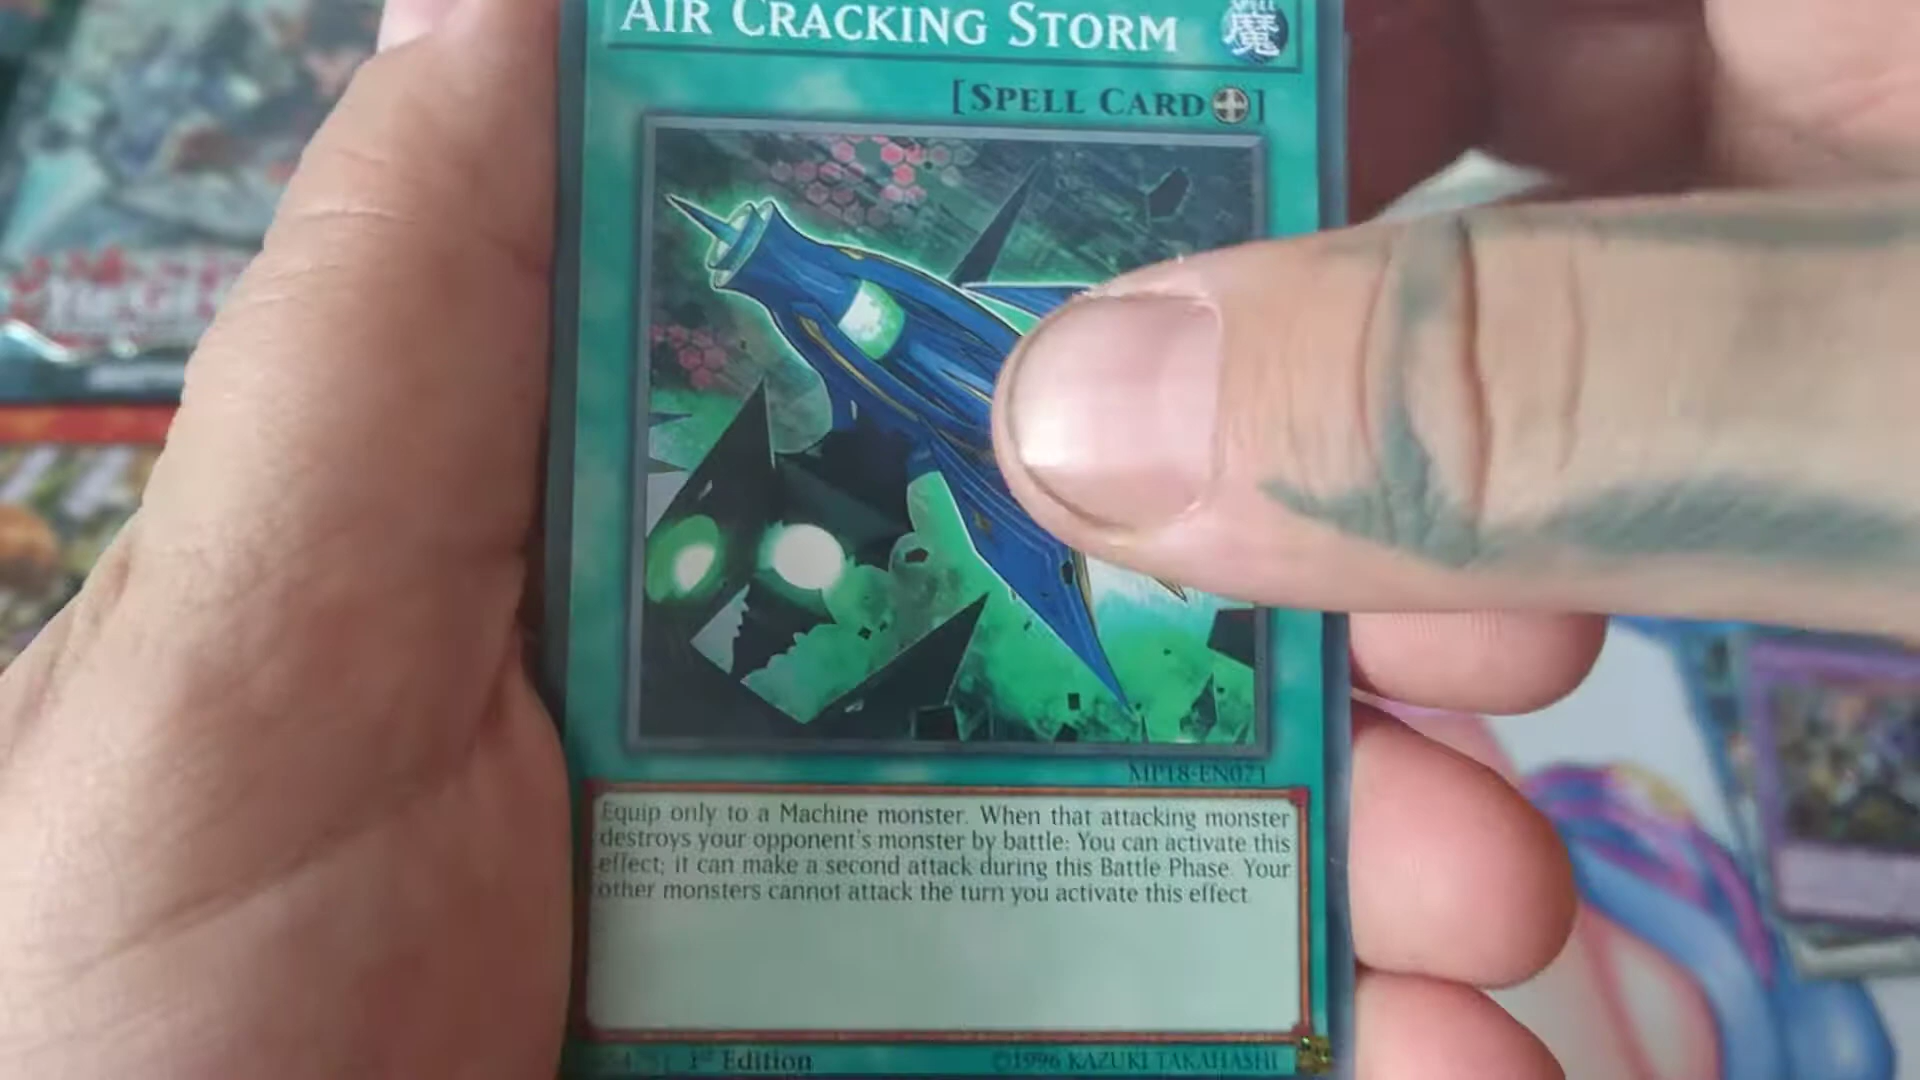 AIR CRACKING STORM
SPELL
魔
[SPELL CARD]
MP18-EN071
Equip only to a Machine monster. When that attacking monster
destroys your opponent's monster by battle: You can activate this
effect; it can make a second attack during this Battle Phase. Your
other monsters cannot attack the turn you activate this effect.
1st Edition
©1996 KAZUKI TAKAHASHI